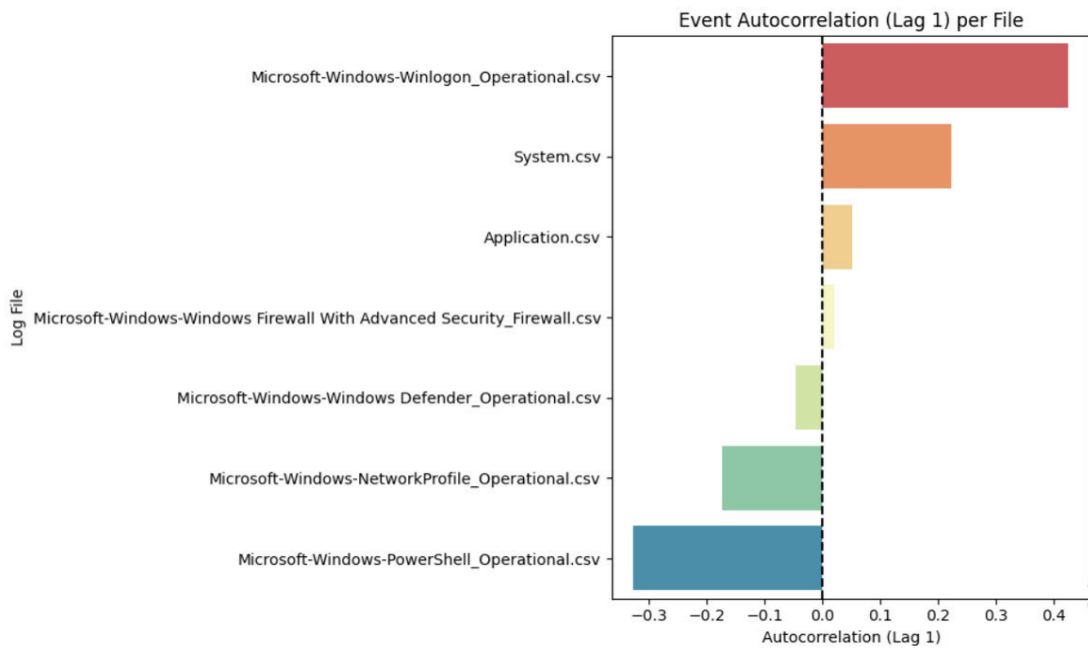 Event Autocorrelation (Lag 1) per File
Microsoft-Windows-Winlogon_Operational.csv
System.csv
Application.csv
Microsoft-Windows-Windows Firewall With Advanced Security_Firewall.csv
Microsoft-Windows-Windows Defender_Operational.csv
Microsoft-Windows-NetworkProfile_Operational.csv
Microsoft-Windows-PowerShell_Operational.csv
Log File
−0.3 −0.2 −0.1 0.0 0.1 0.2 0.3 0.4
Autocorrelation (Lag 1)